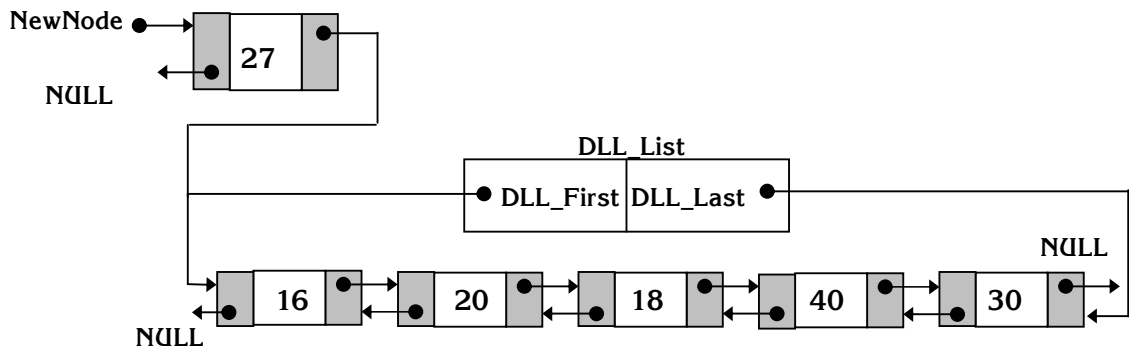 NewNode
27
NULL
DLL_List
DLL_First DLL_Last
NULL
16 20 18 40 30
NULL